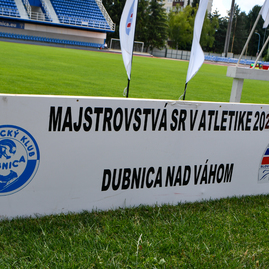 MAJSTROVSTVÁ SR V ATLETIKE 202
DUBNICA NAD VÁHOM